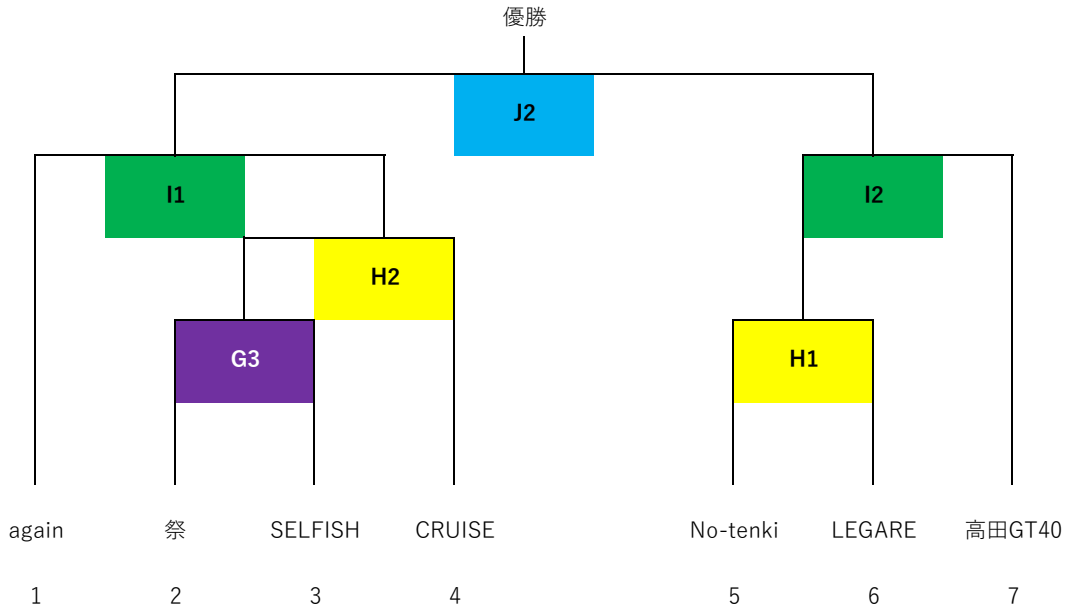 優勝
J2
I1 I2
H2
G3 H1
again 祭 SELFISH CRUISE No-tenki LEGARE 高田GT40
1 2 3 4 5 6 7